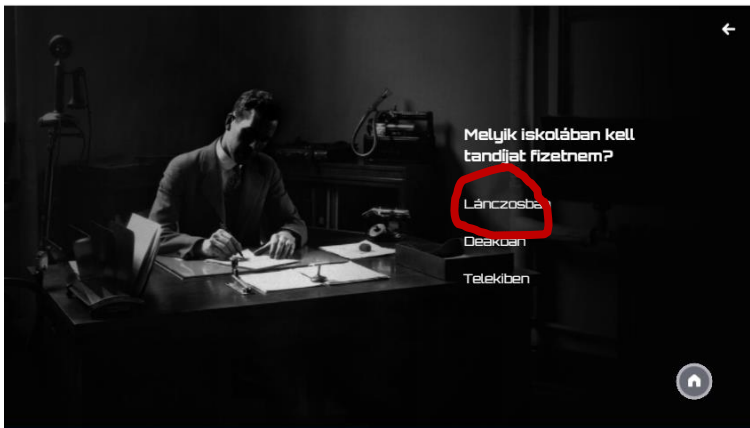 Melyik iskolában kell
tandíjat fizetnem?
Lánczosban
Deákban
Telekiben